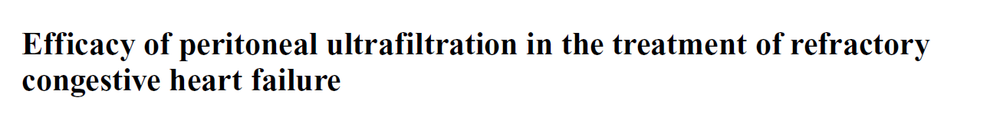 Efficacy of peritoneal ultrafiltration in the treatment of refractory
congestive heart failure